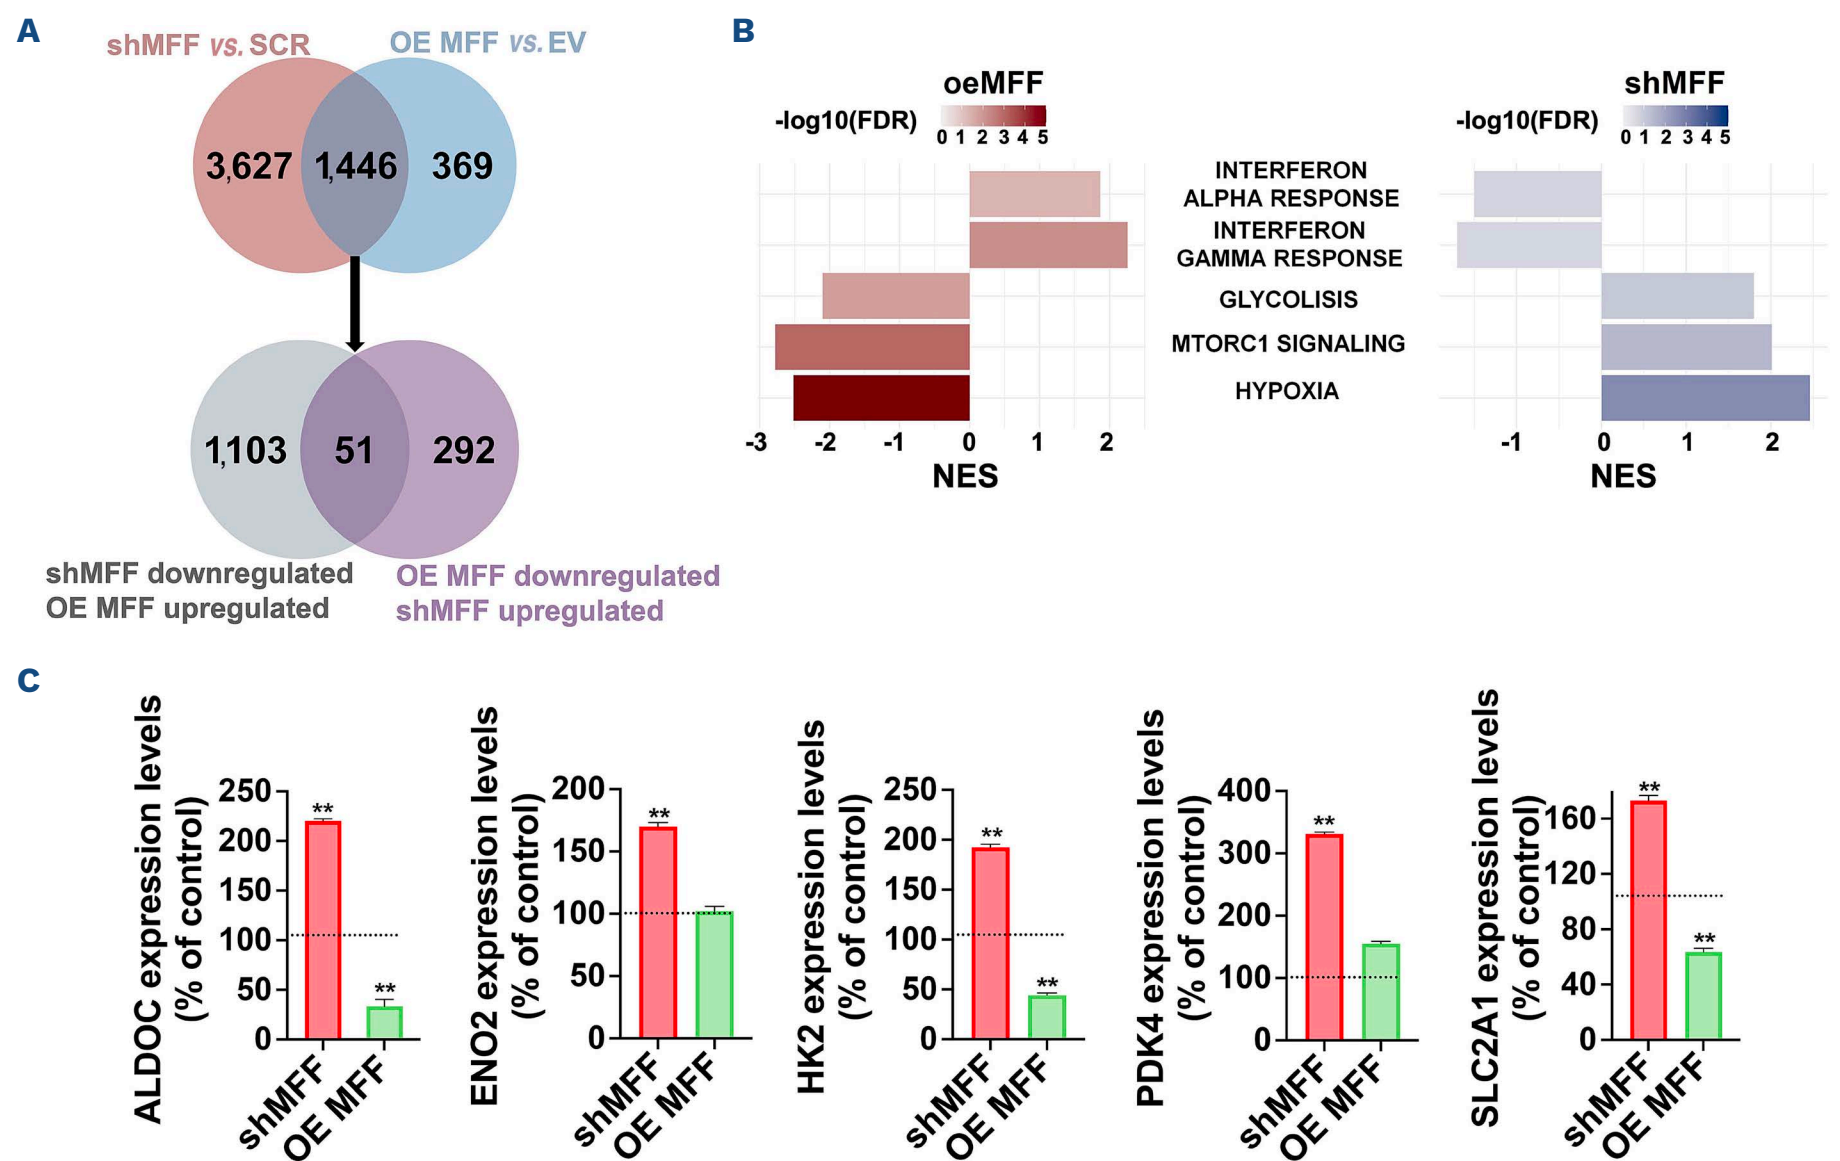 A
shMFF vs. SCR
OE MFF vs. EV
3,627
1,446
369
1,103
51
292
shMFF downregulated
OE MFF upregulated
OE MFF downregulated
shMFF upregulated
B
oeMFF
-log10(FDR)
0 1 2 3 4 5
shMFF
-log10(FDR)
0 1 2 3 4 5
INTERFERON
ALPHA RESPONSE
INTERFERON
GAMMA RESPONSE
GLYCOLISIS
MTORC1 SIGNALING
HYPOXIA
-3 -2 -1 0 1 2
NES
-1 0 1 2
NES
C
ALDOC expression levels
(% of control)
250
200
150
100
50
0
**
**
shMFF
OE MFF
ENO2 expression levels
(% of control)
200
150
100
50
0
**
shMFF
OE MFF
HK2 expression levels
(% of control)
250
200
150
100
50
0
**
**
shMFF
OE MFF
PDK4 expression levels
(% of control)
400
300
200
100
0
**
shMFF
OE MFF
SLC2A1 expression levels
(% of control)
160
120
80
40
0
**
**
shMFF
OE MFF